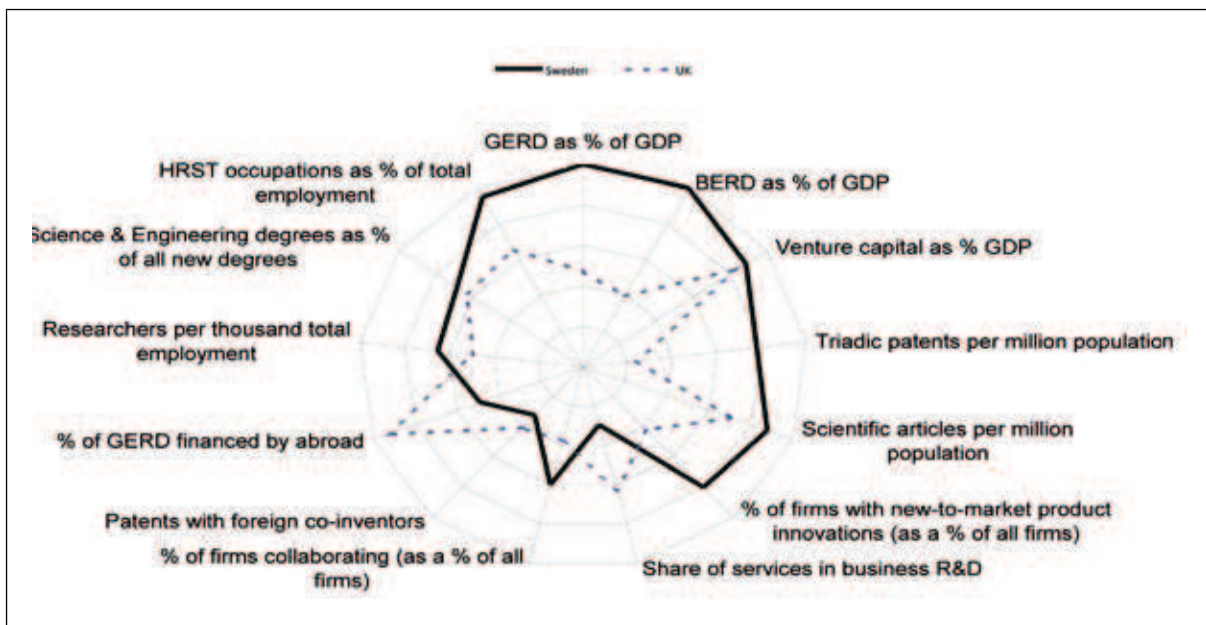 Sweden UK
GERD as % of GDP
HRST occupations as % of total
employment
BERD as % of GDP
Science & Engineering degrees as %
of all new degrees
Venture capital as % GDP
Researchers per thousand total
employment
Triadic patents per million population
% of GERD financed by abroad
Scientific articles per million
population
Patents with foreign co-inventors
% of firms with new-to-market product
innovations (as a % of all firms)
% of firms collaborating (as a % of all
firms)
Share of services in business R&D